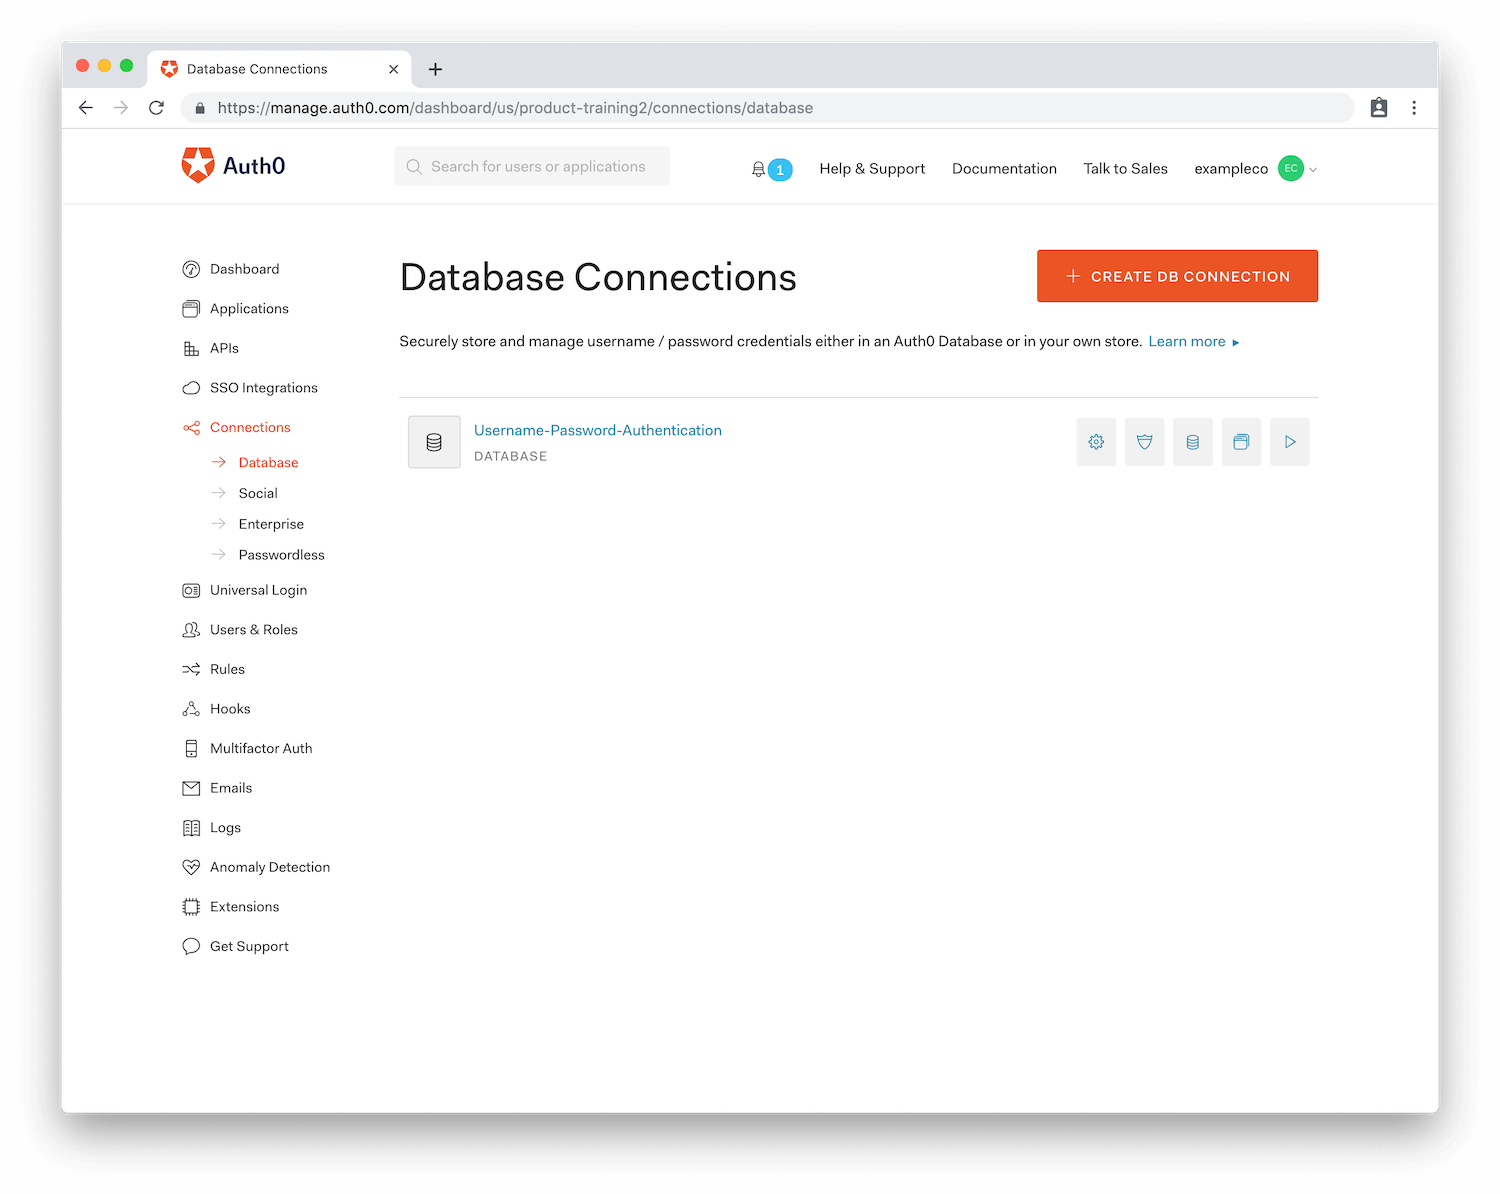 Database Connections
https://manage.auth0.com/dashboard/us/product-training2/connections/database
Auth0
Search for users or applications
1
Help & Support
Documentation
Talk to Sales
exampleco
EC
Dashboard
Applications
APIs
SSO Integrations
Connections
Database
Social
Enterprise
Passwordless
Universal Login
Users & Roles
Rules
Hooks
Multifactor Auth
Emails
Logs
Anomaly Detection
Extensions
Get Support
Database Connections
CREATE DB CONNECTION
Securely store and manage username / password credentials either in an Auth0 Database or in your own store. Learn more
Username-Password-Authentication
DATABASE